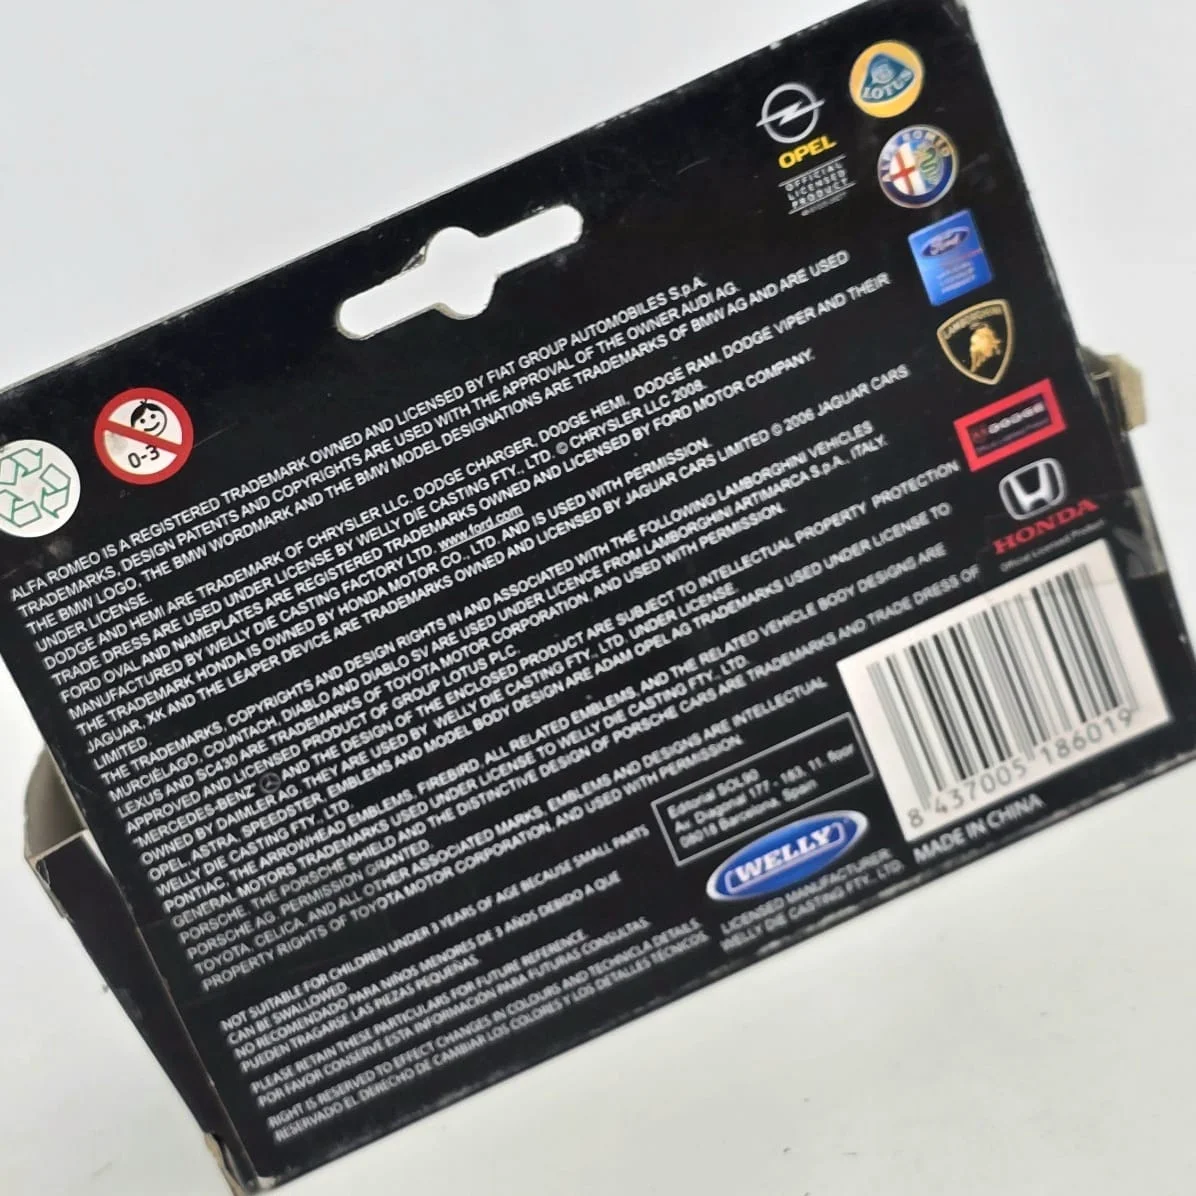 OPEL
OFFICIAL
LICENSED
PRODUCT
LOTUS
ALFA ROMEO
Ford
LAMBORGHINI
DODGE
HONDA
Official Licensed Product
0-3
ALFA ROMEO IS A REGISTERED TRADEMARK OWNED AND LICENSED BY FIAT GROUP AUTOMOBILES S.p.A.
TRADEMARKS, DESIGN PATENTS AND COPYRIGHTS ARE USED WITH THE APPROVAL OF THE OWNER AUDI AG.
THE BMW LOGO, THE BMW WORDMARK AND THE BMW MODEL DESIGNATIONS ARE TRADEMARKS OF BMW AG AND ARE USED
UNDER LICENSE.
DODGE AND HEMI ARE TRADEMARK OF CHRYSLER LLC. DODGE CHARGER, DODGE HEMI, DODGE RAM, DODGE VIPER AND THEIR
TRADE DRESS ARE USED UNDER LICENSE BY WELLY DIE CASTING FTY., LTD. © CHRYSLER LLC 2008.
FORD OVAL AND NAMEPLATES ARE REGISTERED TRADEMARKS OWNED AND LICENSED BY FORD MOTOR COMPANY.
MANUFACTURED BY WELLY DIE CASTING FACTORY LTD. www.ford.com
THE TRADEMARK HONDA IS OWNED BY HONDA MOTOR CO., LTD. AND IS USED WITH PERMISSION.
JAGUAR, XK AND THE LEAPER DEVICE ARE TRADEMARKS OWNED AND LICENSED BY JAGUAR CARS LIMITED © 2006 JAGUAR CARS
LIMITED.
THE TRADEMARKS, COPYRIGHTS AND DESIGN RIGHTS IN AND ASSOCIATED WITH THE FOLLOWING LAMBORGHINI VEHICLES
MURCIÉLAGO, COUNTACH, DIABLO AND DIABLO SV ARE USED UNDER LICENCE FROM LAMBORGHINI ARTIMARCA S.p.A., ITALY.
LEXUS AND SC430 ARE TRADEMARKS OF TOYOTA MOTOR CORPORATION, AND USED WITH PERMISSION.
APPROVED AND LICENSED PRODUCT OF GROUP LOTUS PLC.
"MERCEDES-BENZ" AND THE DESIGN OF THE ENCLOSED PRODUCT ARE SUBJECT TO INTELLECTUAL PROPERTY PROTECTION
OWNED BY DAIMLER AG. THEY ARE USED BY WELLY DIE CASTING FTY., LTD. UNDER LICENSE.
OPEL, ASTRA, SPEEDSTER, EMBLEMS AND MODEL BODY DESIGN ARE ADAM OPEL AG TRADEMARKS USED UNDER LICENSE TO
WELLY DIE CASTING FTY., LTD.
PONTIAC, THE ARROWHEAD EMBLEMS, FIREBIRD, ALL RELATED EMBLEMS, AND THE RELATED VEHICLE BODY DESIGNS ARE
GENERAL MOTORS TRADEMARKS USED UNDER LICENSE TO WELLY DIE CASTING FTY., LTD.
PORSCHE, THE PORSCHE SHIELD AND THE DISTINCTIVE DESIGN OF PORSCHE CARS ARE TRADEMARKS AND TRADE DRESS OF
PORSCHE AG. PERMISSION GRANTED.
TOYOTA, CELICA, AND ALL OTHER ASSOCIATED MARKS, EMBLEMS AND DESIGNS ARE INTELLECTUAL
PROPERTY RIGHTS OF TOYOTA MOTOR CORPORATION, AND USED WITH PERMISSION.
NOT SUITABLE FOR CHILDREN UNDER 3 YEARS OF AGE BECAUSE SMALL PARTS
CAN BE SWALLOWED.
NO RECOMENDADO PARA NIÑOS MENORES DE 3 AÑOS DEBIDO A QUE
PUEDEN TRAGARSE LAS PIEZAS PEQUEÑAS.
PLEASE RETAIN THESE PARTICULARS FOR FUTURE REFERENCE.
POR FAVOR CONSERVE ESTA INFORMACIÓN PARA FUTURAS CONSULTAS.
RIGHT IS RESERVED TO EFFECT CHANGES IN COLOURS AND TECHNICLA DETAILS.
RESERVADO EL DERECHO DE CAMBIAR LOS COLORES Y LOS DETALLES TÉCNICOS.
Editorial SOL90
Av. Diagonal 177 - 183, 11. floor
08018 Barcelona. Spain
WELLY
LICENSED MANUFACTURER:
WELLY DIE CASTING FTY., LTD.
8 437005 186019
MADE IN CHINA